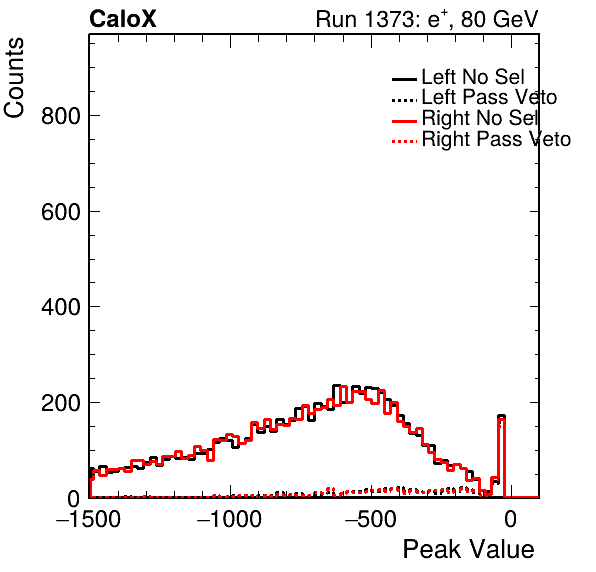 CaloX Run 1373: e+, 80 GeV
Counts
Left No Sel
Left Pass Veto
Right No Sel
Right Pass Veto
800
600
400
200
0
−1500 −1000 −500 0
Peak Value